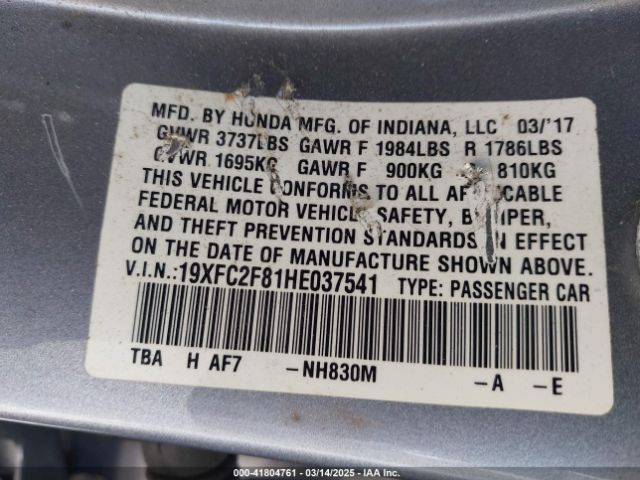 MFD. BY HONDA MFG. OF INDIANA, LLC 03/'17
GVWR 3737LBS GAWR F 1984LBS R 1786LBS
GVWR 1695KG GAWR F 900KG 810KG
THIS VEHICLE CONFORMS TO ALL
FEDERAL MOTOR VEHICLE SAFETY, BUMPER,
AND THEFT PREVENTION STANDARDS IN EFFECT
ON THE DATE OF MANUFACTURE SHOWN ABOVE.
V.I.N.:19XFC2F81HE037541 TYPE: PASSENGER CAR
TBA H AF7 -NH830M -A -E
(US) - 41804761 - 03/14/2025 - IAA Inc.